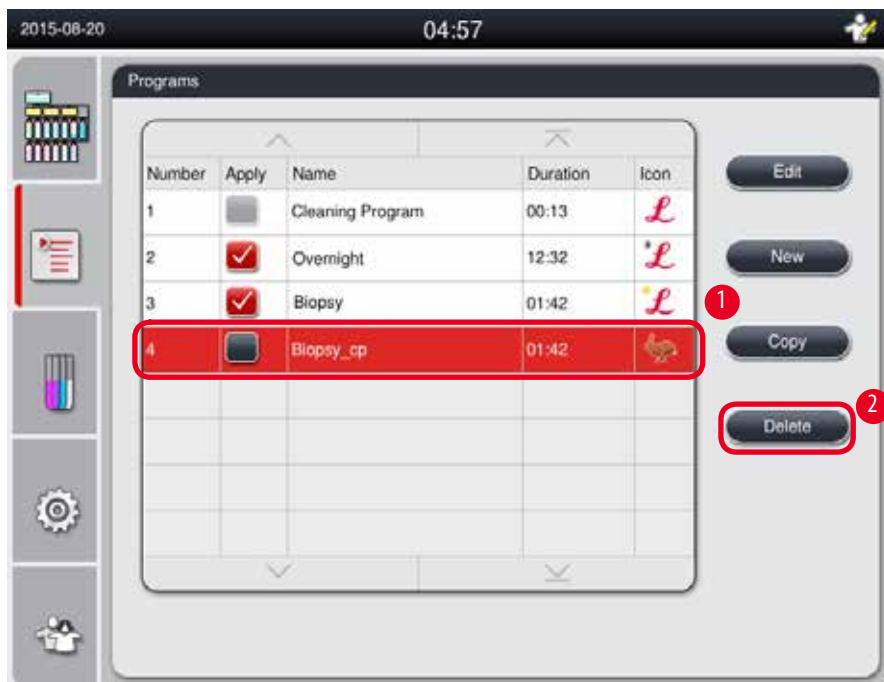 2015-08-20 04:57
Programs
Number Apply Name Duration Icon
1 Cleaning Program 00:13 L
2 Overnight 12:32 L
3 Biopsy 01:42 L
4 Biopsy_cp 01:42
Edit
New
1
Copy
2
Delete